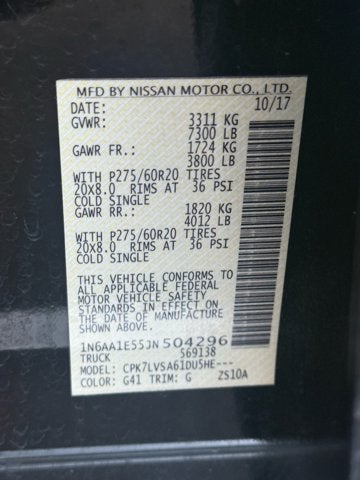 MFD BY NISSAN MOTOR CO., LTD.
DATE: 10/17
GVWR: 3311 KG
7300 LB
GAWR FR.: 1724 KG
3800 LB
WITH P275/60R20 TIRES
20X8.0 RIMS AT 36 PSI
COLD SINGLE
GAWR RR.: 1820 KG
4012 LB
WITH P275/60R20 TIRES
20X8.0 RIMS AT 35 PSI
COLD SINGLE
THIS VEHICLE CONFORMS TO
ALL APPLICABLE FEDERAL
MOTOR VEHICLE SAFETY
STANDARDS IN EFFECT
ON THE DATE OF
MANUFACTURE SHOWN ABOVE.
1N6AA1E55JN504296
TRUCK 569138
MODEL: CPK7LVSA61DU5HE---
COLOR: G41 TRIM: G ZS10A